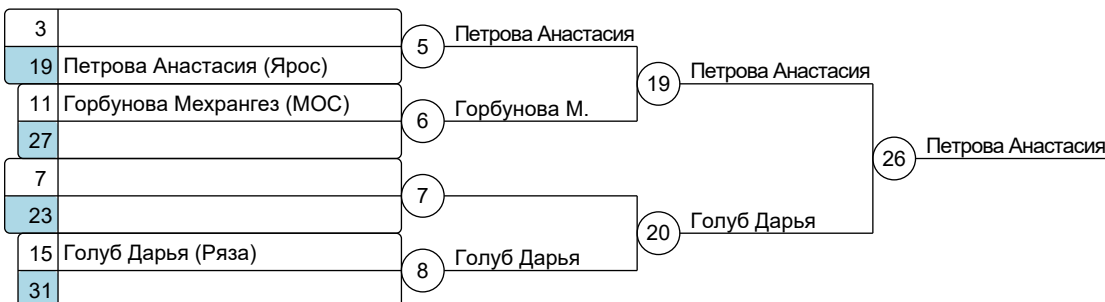 3
19 Петрова Анастасия (Ярос)
11 Горбунова Мехрангез (МОС)
27
7
23
15 Голуб Дарья (Ряза)
31
5 Петрова Анастасия
6 Горбунова М.
7
8 Голуб Дарья
19 Петрова Анастасия
20 Голуб Дарья
26 Петрова Анастасия